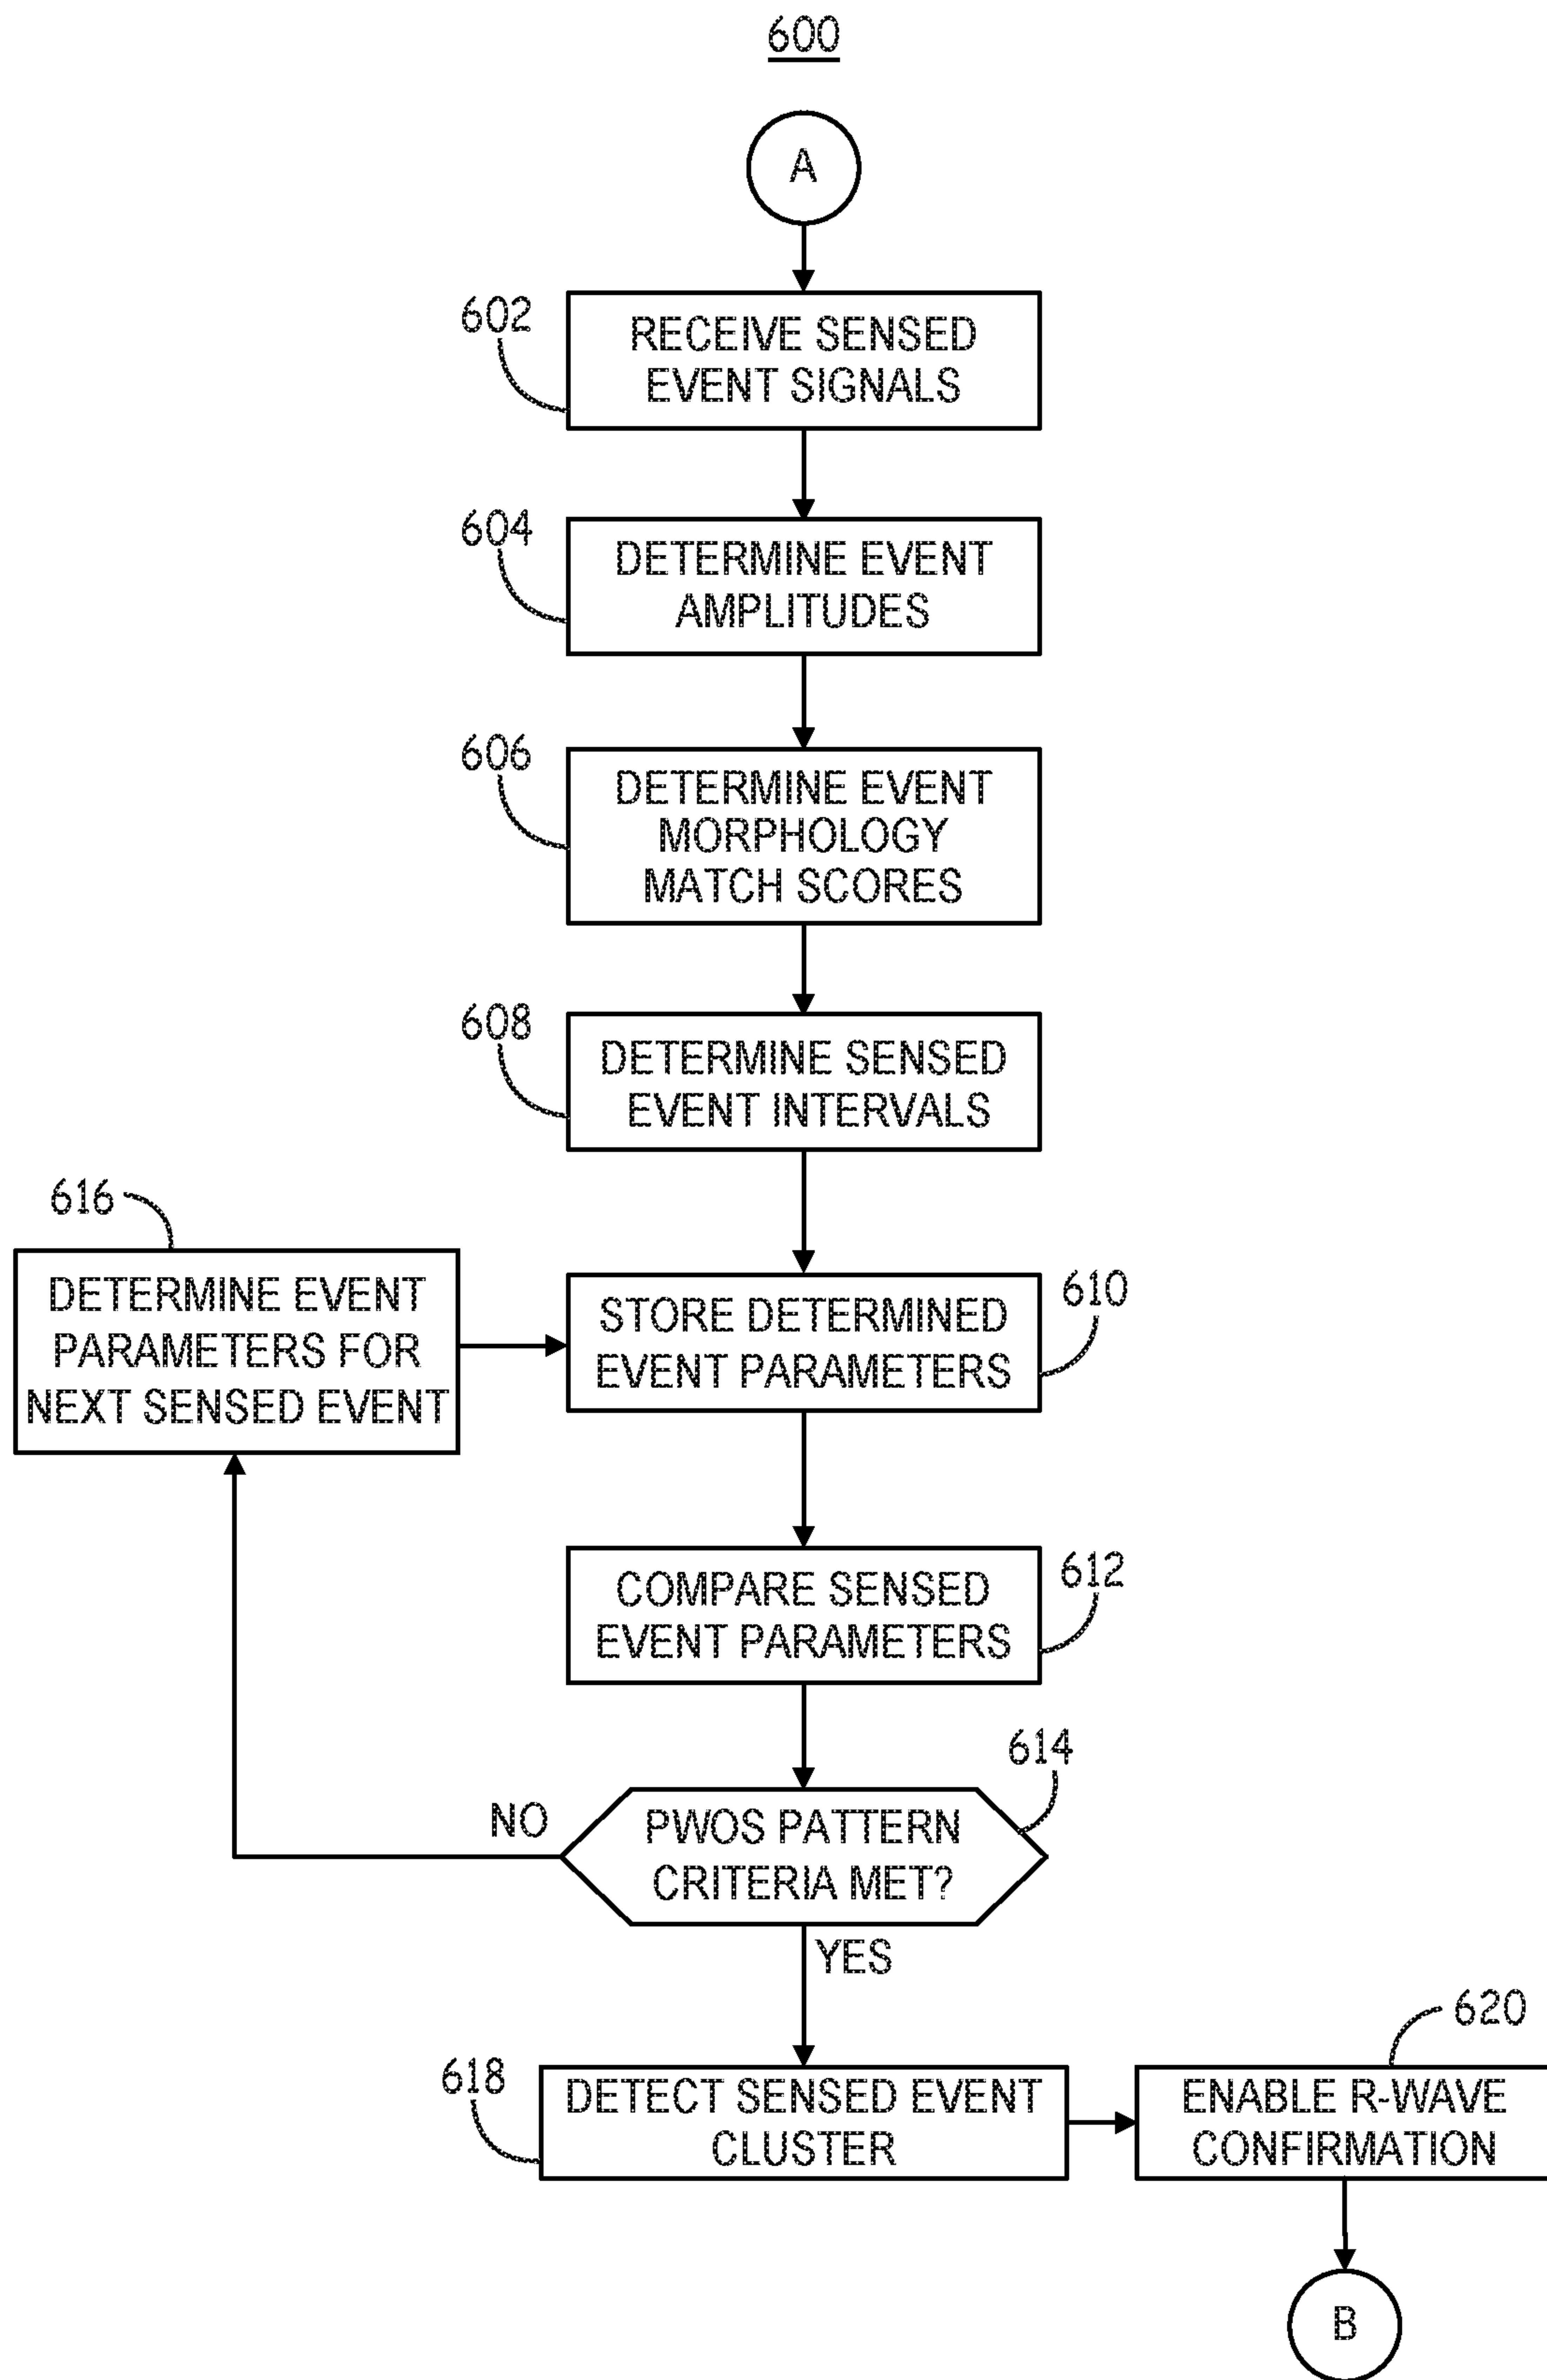 600
A
602
RECEIVE SENSED
EVENT SIGNALS
604
DETERMINE EVENT
AMPLITUDES
606
DETERMINE EVENT
MORPHOLOGY
MATCH SCORES
608
DETERMINE SENSED
EVENT INTERVALS
616
DETERMINE EVENT
PARAMETERS FOR
NEXT SENSED EVENT
STORE DETERMINED
EVENT PARAMETERS
610
COMPARE SENSED
EVENT PARAMETERS
612
614
NO
PWOS PATTERN
CRITERIA MET?
YES
618
DETECT SENSED EVENT
CLUSTER
620
ENABLE R-WAVE
CONFIRMATION
B